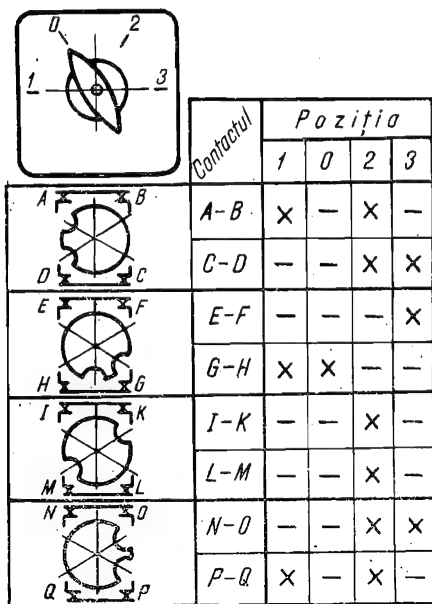 0 2
1 3
Contactul Poziția
1 0 2 3
A B A-B × – × –
D C C-D – – × ×
E F E-F – – – ×
H G G-H × × – –
I K I-K – – × –
M L L-M – – × –
N O N-O – – × ×
Q P P-Q × – × –